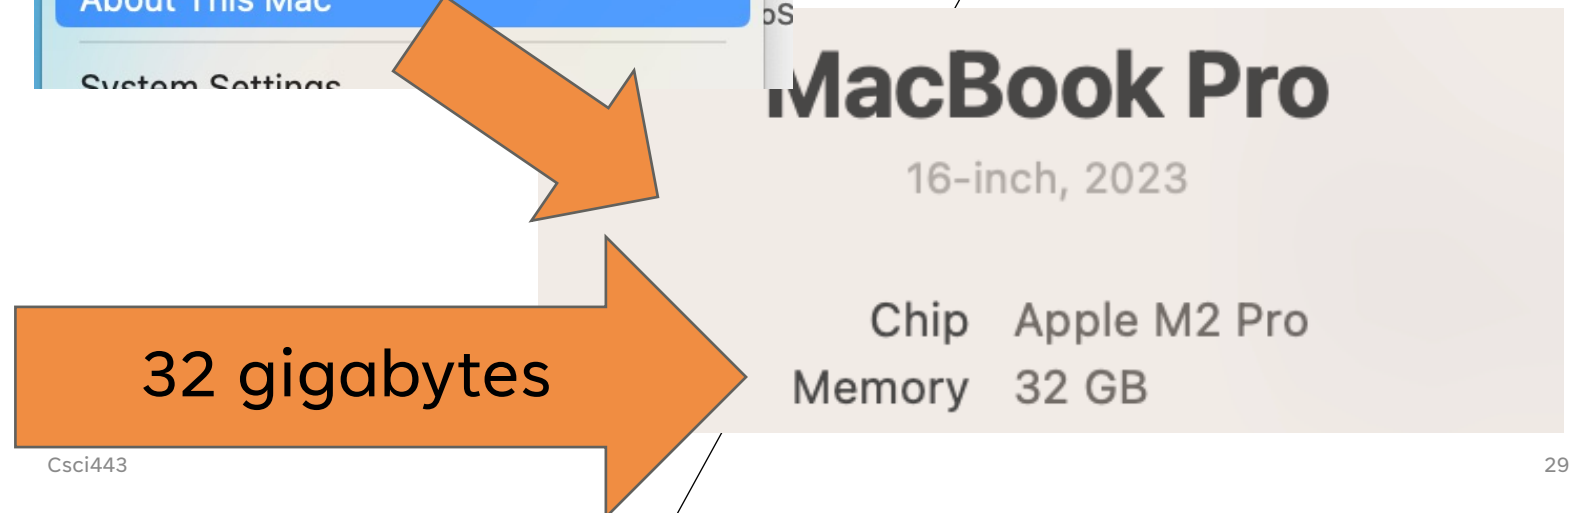 About This Mac
System Settings
MacBook Pro
16-inch, 2023
Chip Apple M2 Pro
Memory 32 GB
32 gigabytes
Csci443
29